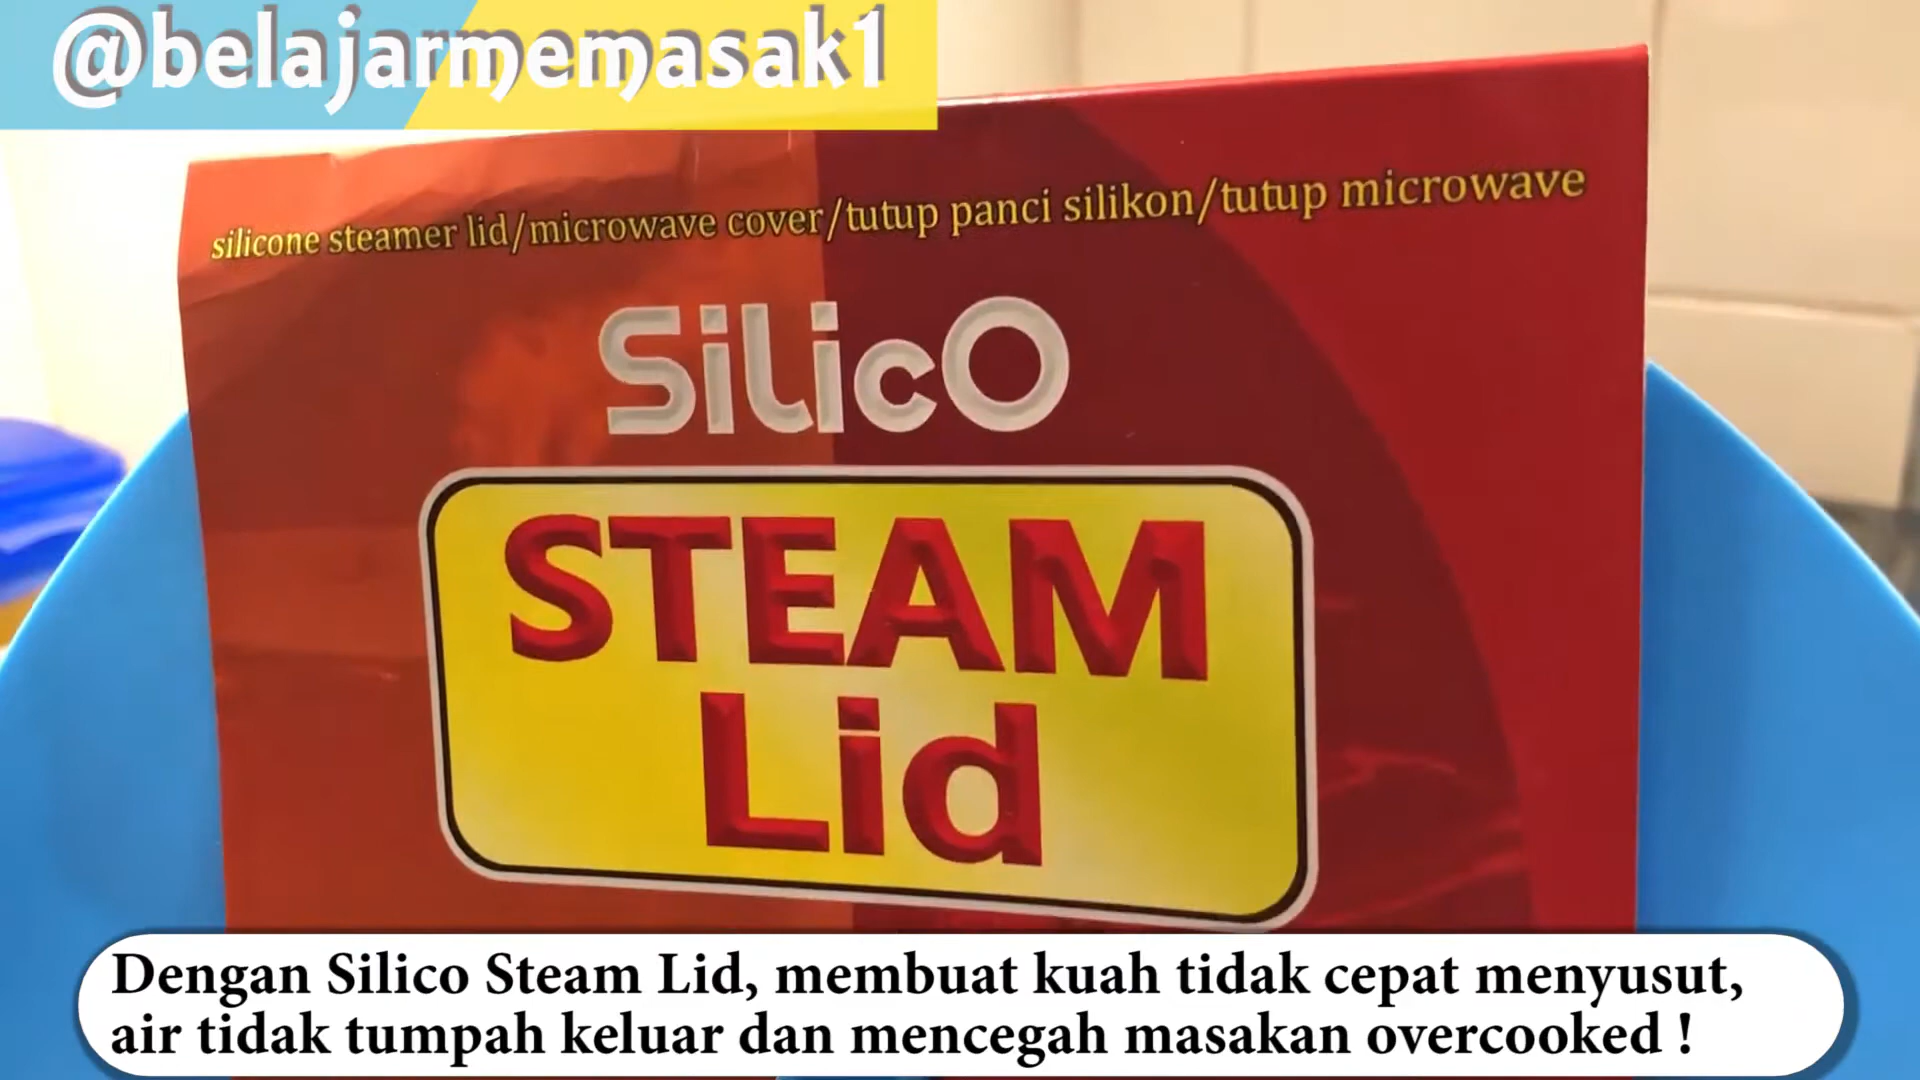 @belajarmemasak1
silicone steamer lid/microwave cover/tutup panci silikon/tutup microwave
SilicO
STEAM
Lid
Dengan Silico Steam Lid, membuat kuah tidak cepat menyusut,
air tidak tumpah keluar dan mencegah masakan overcooked !